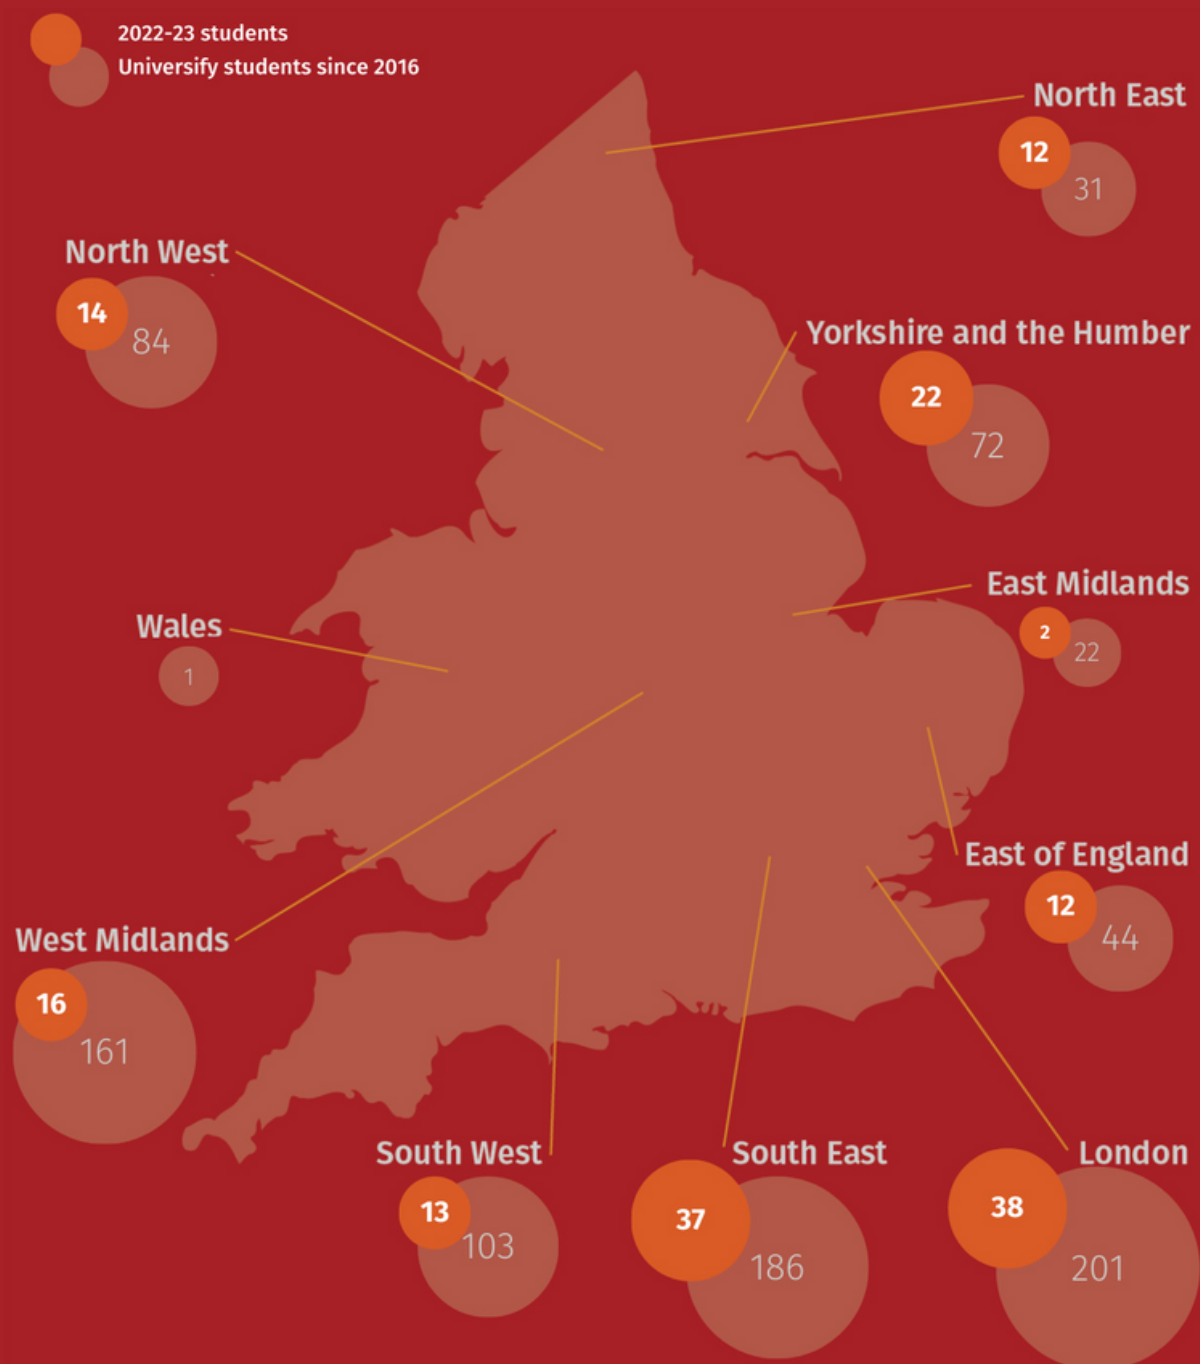 2022-23 students
Universify students since 2016
North East
12
31
North West
14
84
Yorkshire and the Humber
22
72
East Midlands
2
22
Wales
1
East of England
12
44
West Midlands
16
161
South West
13
103
South East
37
186
London
38
201